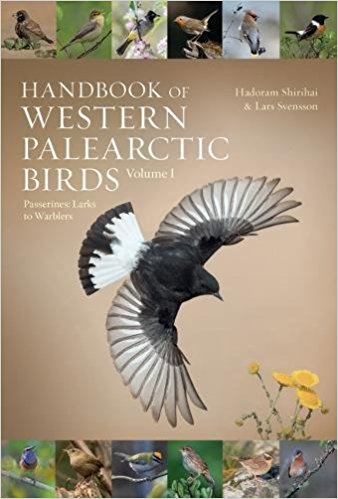 HANDBOOK OF
WESTERN
PALEARCTIC
BIRDS
Volume I
Passerines: Larks
to Warblers
Hadoram Shirihai
& Lars Svensson